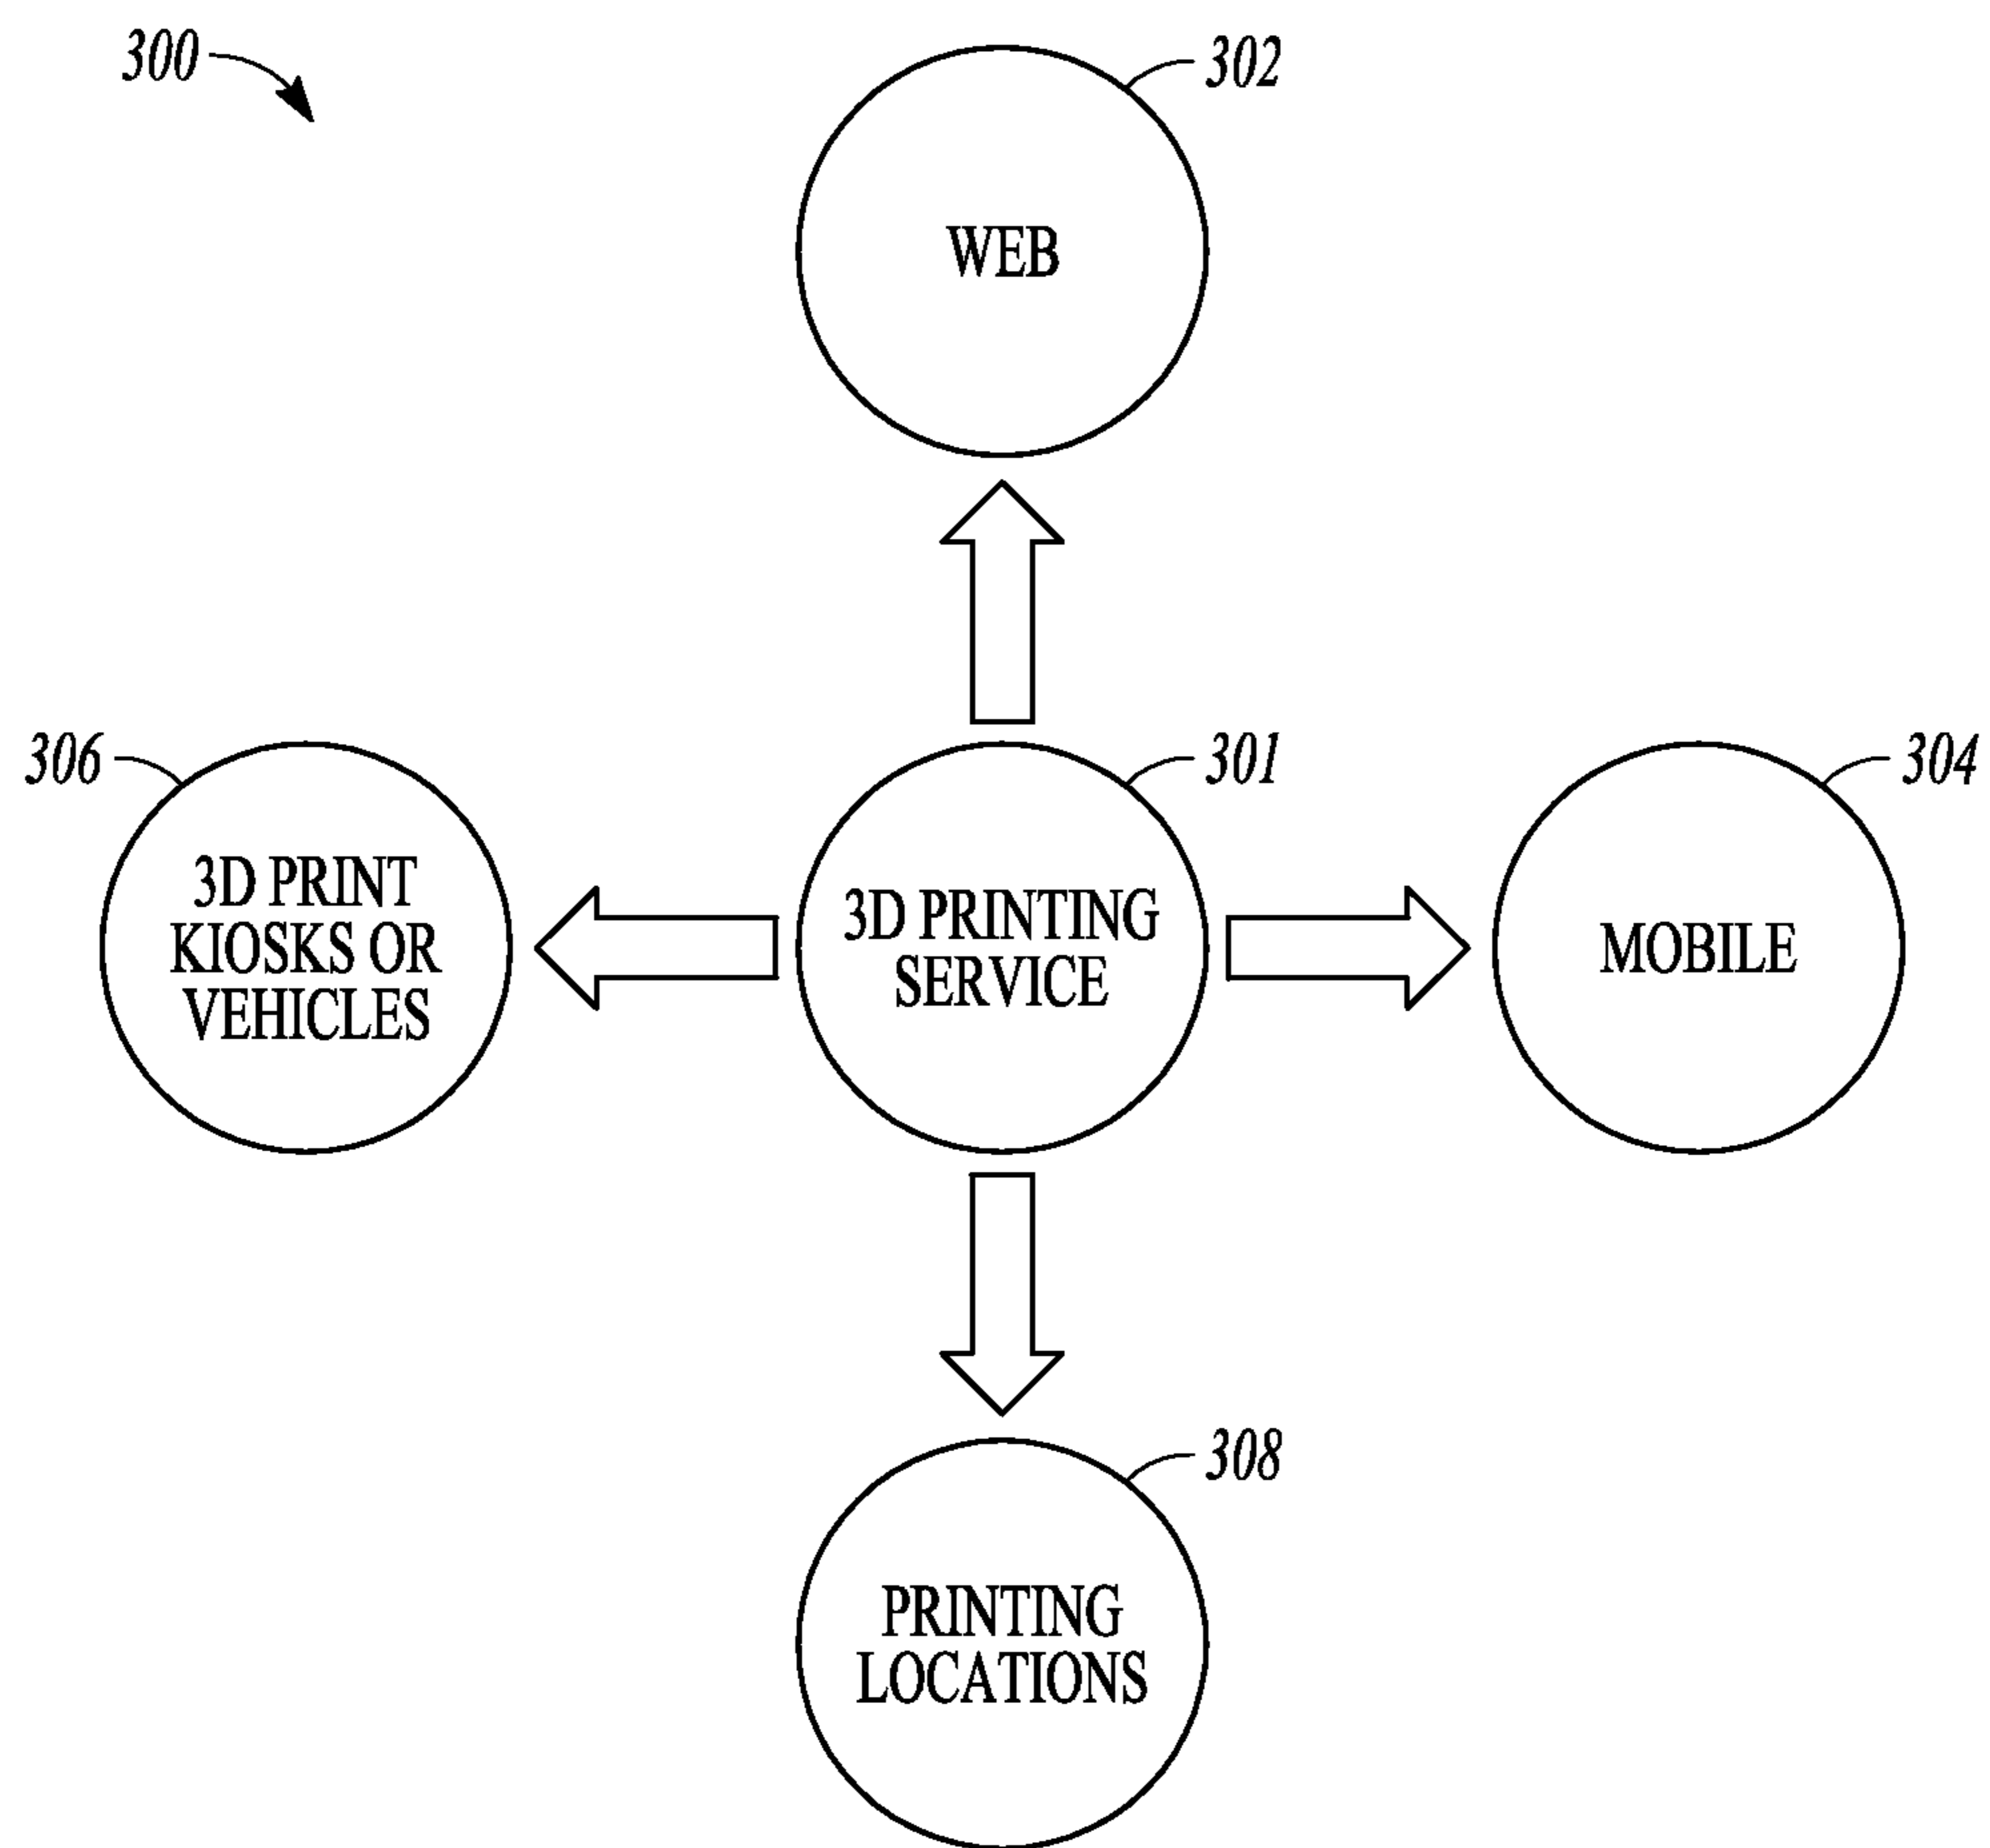 300
302
WEB
306
301
304
3D PRINT
KIOSKS OR
VEHICLES
3D PRINTING
SERVICE
MOBILE
308
PRINTING
LOCATIONS